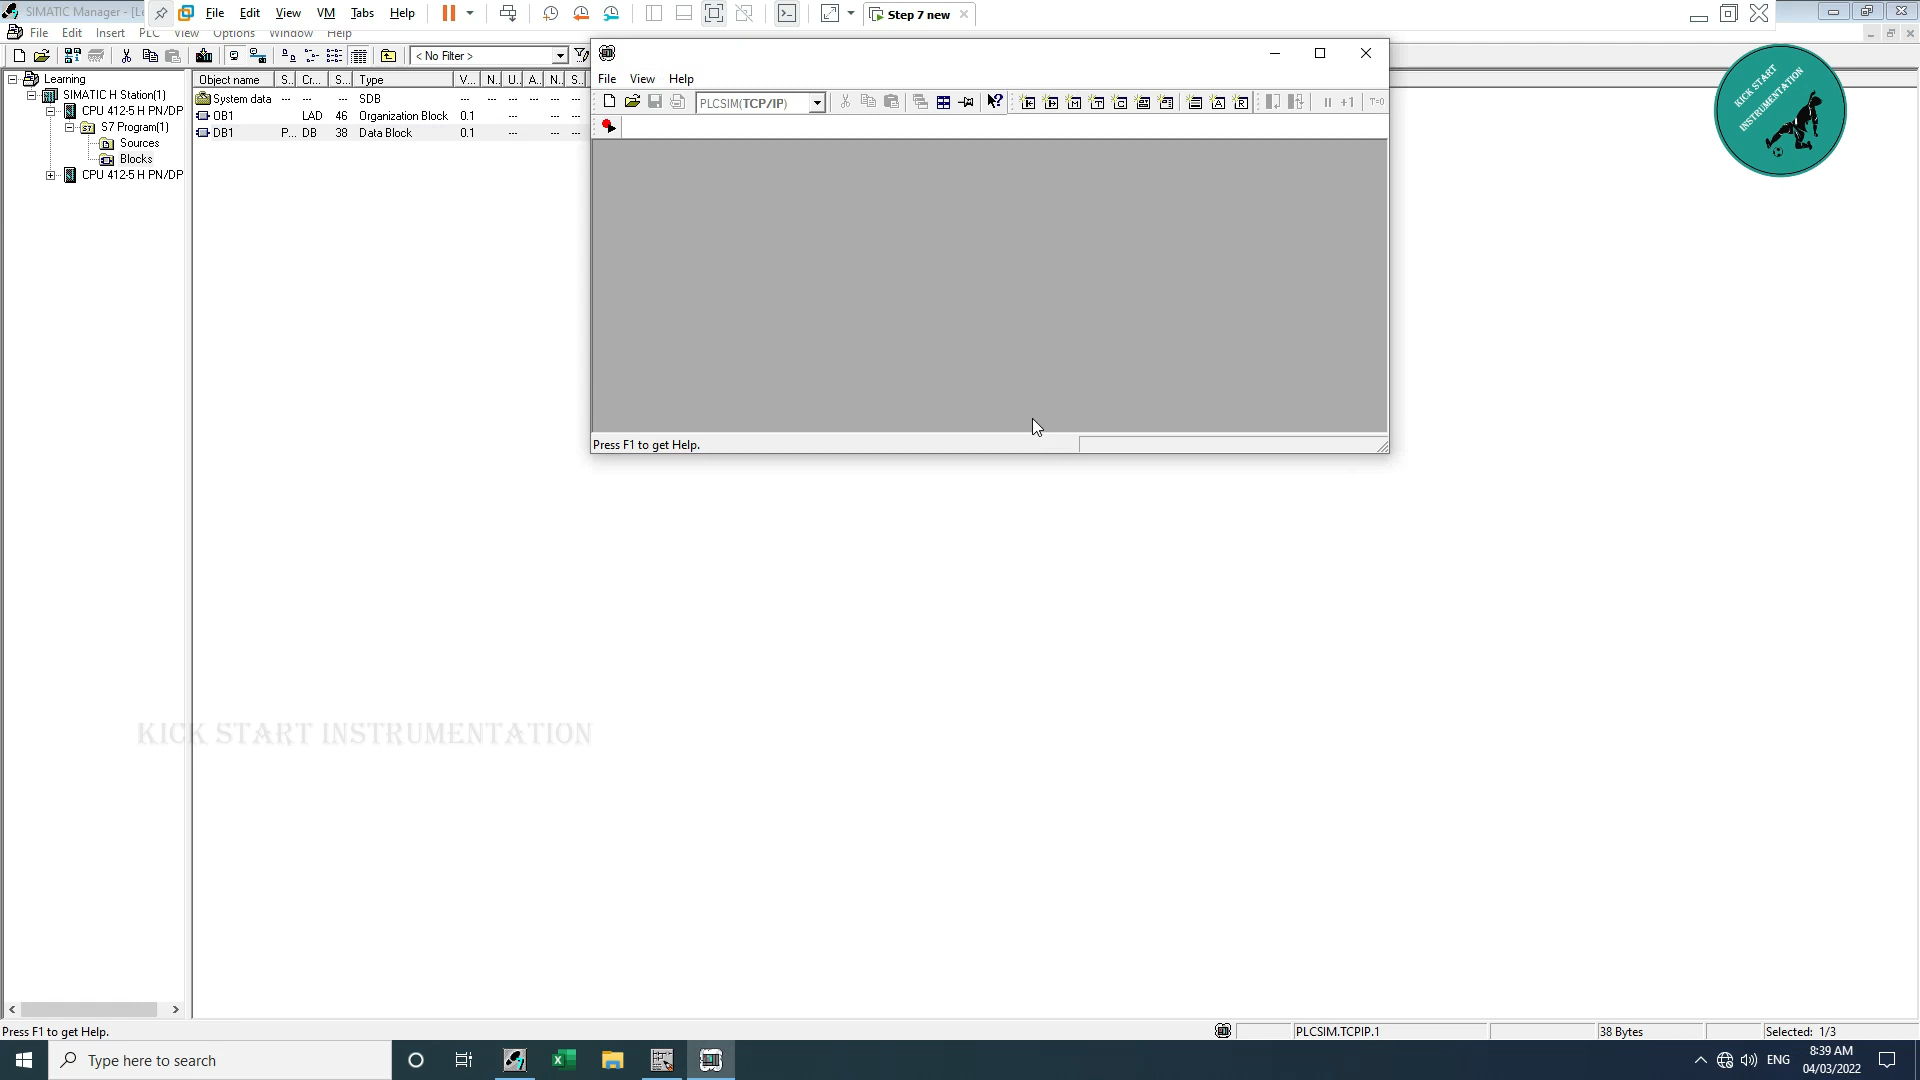 SIMATIC Manager - [Le
File Edit View VM Tabs Help
Step 7 new
File Edit Insert PLC View Options Window Help
< No Filter >
Learning
SIMATIC H Station(1)
CPU 412-5 H PN/DP
S7 Program(1)
Sources
Blocks
CPU 412-5 H PN/DP
Object name S.. Cr... S... Type V... N.. U.. A.. N.. S..
System data --- --- --- SDB --- --- --- --- --- ---
OB1 LAD 46 Organization Block 0.1 --- --- ---
DB1 P... DB 38 Data Block 0.1 --- --- ---
File View Help
PLCSIM(TCP/IP)
+1
T=0
Press F1 to get Help.
KICK START
INSTRUMENTATION
KICK START INSTRUMENTATION
Press F1 to get Help.
PLCSIM.TCPIP.1
38 Bytes
Selected: 1/3
Type here to search
ENG
8:39 AM
04/03/2022